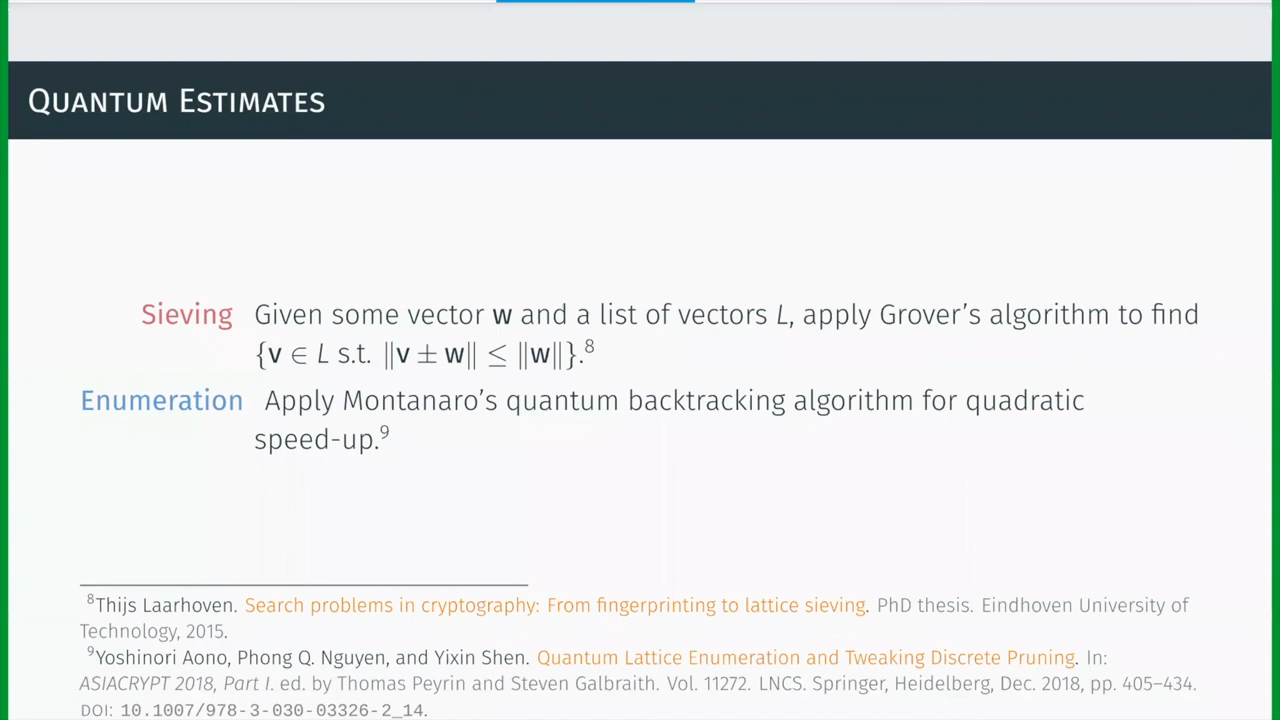 Quantum Estimates
Sieving Given some vector w and a list of vectors L, apply Grover’s algorithm to find
{v ∈ L s.t. ‖v ± w‖ ≤ ‖w‖}.⁸
Enumeration Apply Montanaro’s quantum backtracking algorithm for quadratic
speed-up.⁹
⁸Thijs Laarhoven. Search problems in cryptography: From fingerprinting to lattice sieving. PhD thesis. Eindhoven University of
Technology, 2015.
⁹Yoshinori Aono, Phong Q. Nguyen, and Yixin Shen. Quantum Lattice Enumeration and Tweaking Discrete Pruning. In:
ASIACRYPT 2018, Part I. ed. by Thomas Peyrin and Steven Galbraith. Vol. 11272. LNCS. Springer, Heidelberg, Dec. 2018, pp. 405–434.
DOI: 10.1007/978-3-030-03326-2_14.